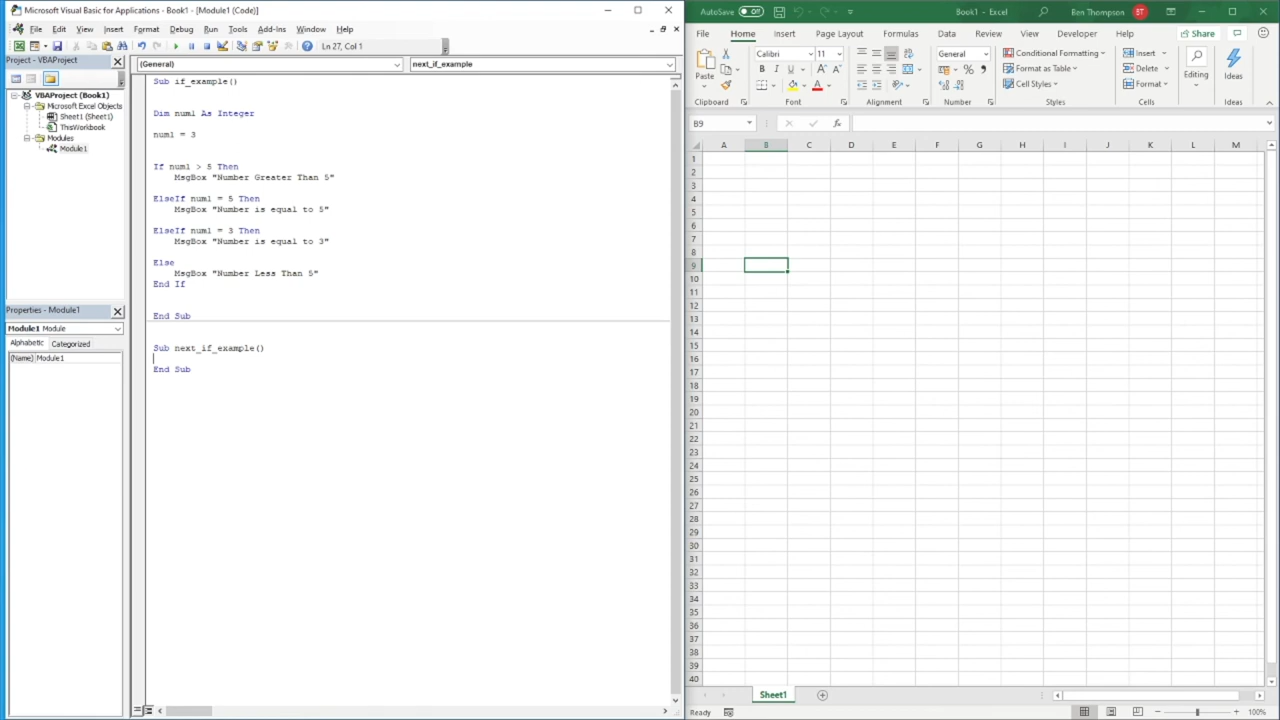 Microsoft Visual Basic for Applications - Book1 - [Module1 (Code)]
File Edit View Insert Format Debug Run Tools Add-Ins Window Help
Ln 27, Col 1
Project - VBAProject
VBAProject (Book1)
Microsoft Excel Objects
Sheet1 (Sheet1)
ThisWorkbook
Modules
Module1
Properties - Module1
Module1 Module
Alphabetic Categorized
(Name) Module1
(General) next_if_example
Sub if_example()
Dim num1 As Integer
num1 = 3
If num1 > 5 Then
MsgBox "Number Greater Than 5"
ElseIf num1 = 5 Then
MsgBox "Number is equal to 5"
ElseIf num1 = 3 Then
MsgBox "Number is equal to 3"
Else
MsgBox "Number Less Than 5"
End If
End Sub
Sub next_if_example()
End Sub
AutoSave Off Book1 - Excel Ben Thompson BT
File Home Insert Page Layout Formulas Data Review View Developer Help Share
Paste
Calibri 11
B I U
General
Conditional Formatting
Format as Table
Cell Styles
Insert
Delete
Format
Editing
Ideas
Clipboard Font Alignment Number Styles Cells Ideas
B9 fx
A B C D E F G H I J K L M
1
2
3
4
5
6
7
8
9
10
11
12
13
14
15
16
17
18
19
20
21
22
23
24
25
26
27
28
29
30
31
32
33
34
35
36
37
38
39
40
Sheet1
Ready
100%